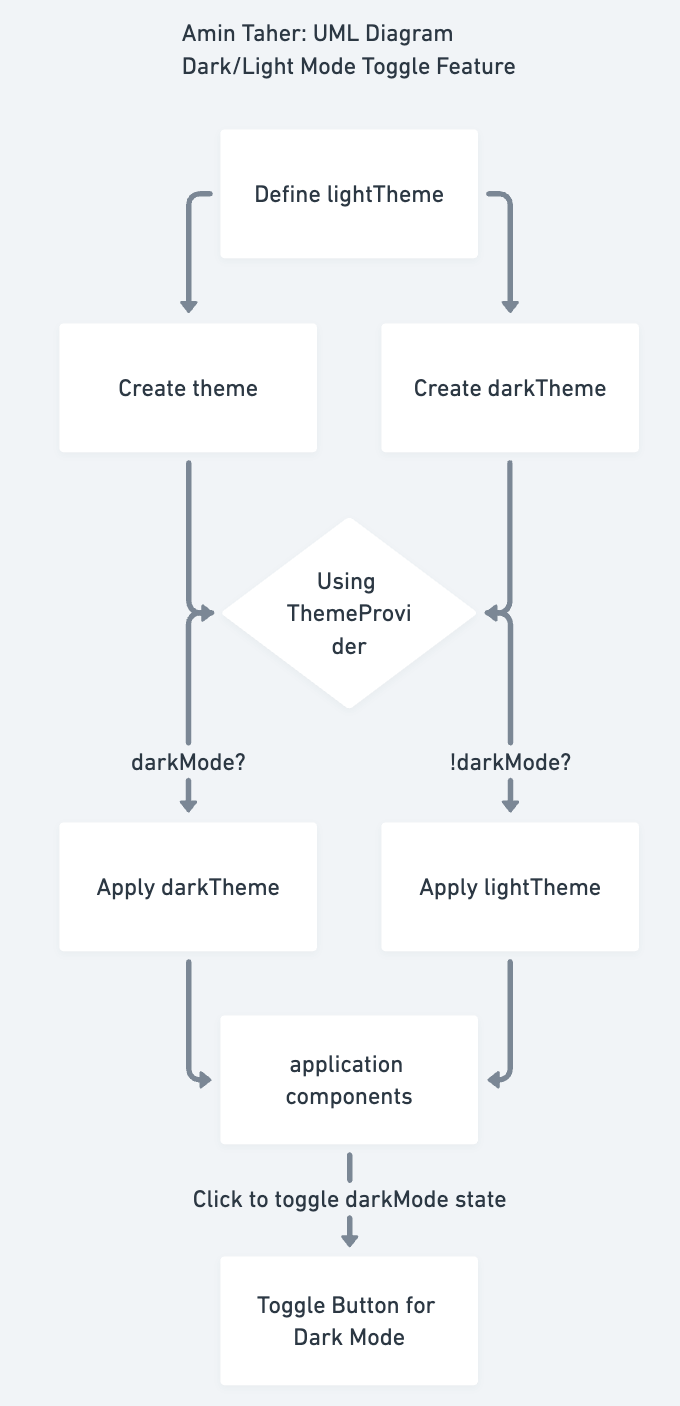 Amin Taher: UML Diagram
Dark/Light Mode Toggle Feature
Define lightTheme
Create theme
Create darkTheme
Using
ThemeProvi
der
darkMode?
!darkMode?
Apply darkTheme
Apply lightTheme
application
components
Click to toggle darkMode state
Toggle Button for
Dark Mode